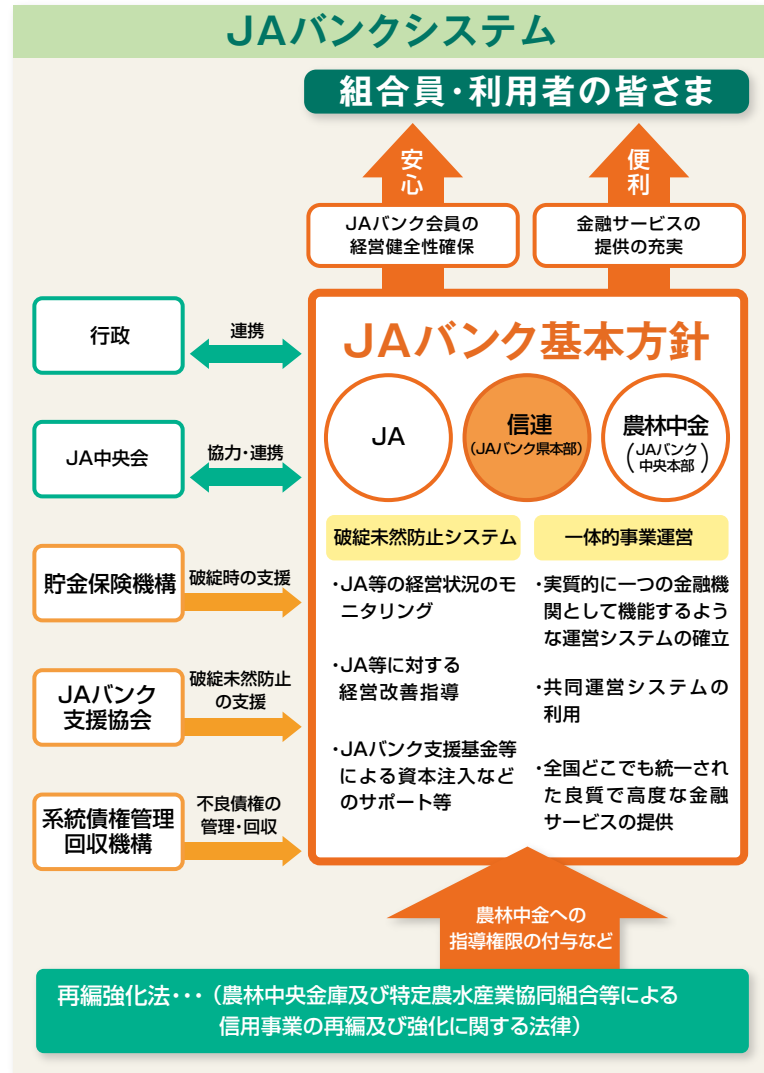 JAバンクシステム
組合員・利用者の皆さま
安心
便利
JAバンク会員の
経営健全性確保
金融サービスの
提供の充実
行政
連携
JA中央会
協力・連携
貯金保険機構
破綻時の支援
JAバンク
支援協会
破綻未然防止
の支援
系統債権管理
回収機構
不良債権の
管理・回収
JAバンク基本方針
JA
信連
(JAバンク県本部)
農林中金
(JAバンク
中央本部)
破綻未然防止システム
・JA等の経営状況のモ
ニタリング
・JA等に対する
経営改善指導
・JAバンク支援基金等
による資本注入など
のサポート等
一体的事業運営
・実質的に一つの金融機
関として機能するよう
な運営システムの確立
・共同運営システムの
利用
・全国どこでも統一され
た良質で高度な金融
サービスの提供
農林中金への
指導権限の付与など
再編強化法・・・(農林中央金庫及び特定農水産業協同組合等による
信用事業の再編及び強化に関する法律)